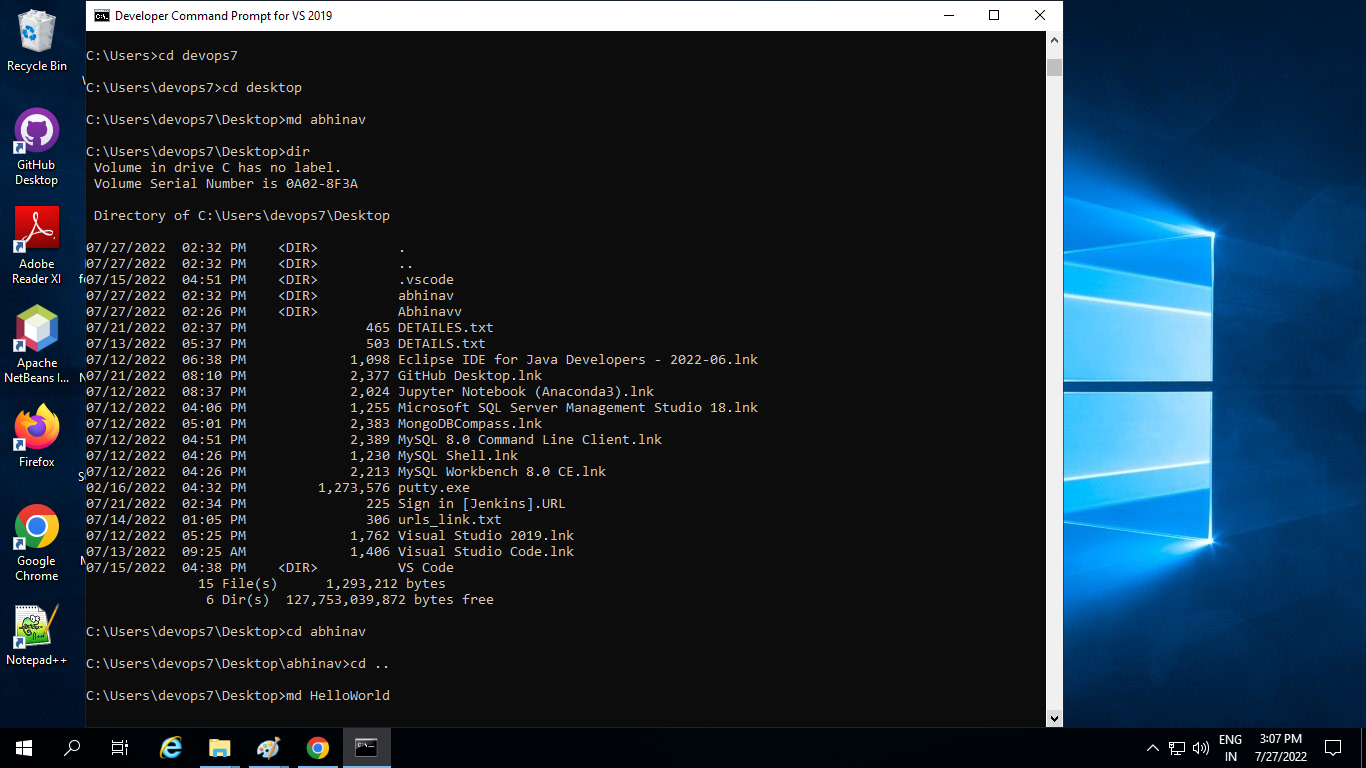 Developer Command Prompt for VS 2019
C:\Users>cd devops7
C:\Users\devops7>cd desktop
C:\Users\devops7\Desktop>md abhinav
C:\Users\devops7\Desktop>dir
Volume in drive C has no label.
Volume Serial Number is 0A02-8F3A
Directory of C:\Users\devops7\Desktop
07/27/2022  02:32 PM    <DIR>          .
07/27/2022  02:32 PM    <DIR>          ..
07/15/2022  04:51 PM    <DIR>          .vscode
07/27/2022  02:32 PM    <DIR>          abhinav
07/27/2022  02:26 PM    <DIR>          Abhinavv
07/21/2022  02:37 PM               465 DETAILES.txt
07/13/2022  05:37 PM               503 DETAILS.txt
07/12/2022  06:38 PM             1,098 Eclipse IDE for Java Developers - 2022-06.lnk
07/21/2022  08:10 PM             2,377 GitHub Desktop.lnk
07/12/2022  08:37 PM             2,024 Jupyter Notebook (Anaconda3).lnk
07/12/2022  04:06 PM             1,255 Microsoft SQL Server Management Studio 18.lnk
07/12/2022  05:01 PM             2,383 MongoDBCompass.lnk
07/12/2022  04:51 PM             2,389 MySQL 8.0 Command Line Client.lnk
07/12/2022  04:26 PM             1,230 MySQL Shell.lnk
07/12/2022  04:26 PM             2,213 MySQL Workbench 8.0 CE.lnk
02/16/2022  04:32 PM         1,273,576 putty.exe
07/21/2022  02:34 PM               225 Sign in [Jenkins].URL
07/14/2022  01:05 PM               306 urls_link.txt
07/12/2022  05:25 PM             1,762 Visual Studio 2019.lnk
07/13/2022  09:25 AM             1,406 Visual Studio Code.lnk
07/15/2022  04:38 PM    <DIR>          VS Code
15 File(s)      1,293,212 bytes
6 Dir(s)  127,753,039,872 bytes free
C:\Users\devops7\Desktop>cd abhinav
C:\Users\devops7\Desktop\abhinav>cd ..
C:\Users\devops7\Desktop>md HelloWorld
Recycle Bin
GitHub
Desktop
Adobe
Reader XI
Apache
NetBeans I...
Firefox
Google
Chrome
Notepad++
ENG
IN
3:07 PM
7/27/2022